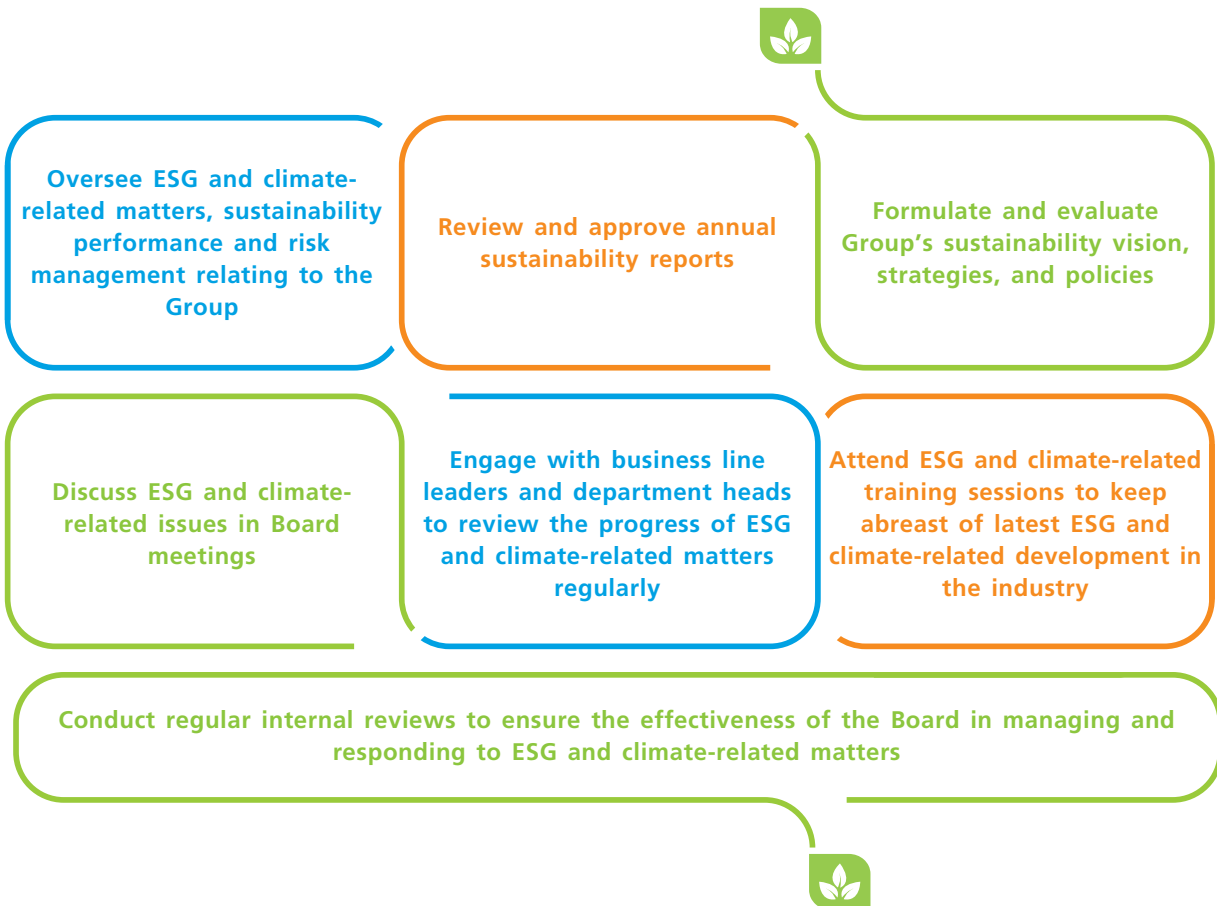 Oversee ESG and climate-
related matters, sustainability
performance and risk
management relating to the
Group
Review and approve annual
sustainability reports
Formulate and evaluate
Group’s sustainability vision,
strategies, and policies
Discuss ESG and climate-
related issues in Board
meetings
Engage with business line
leaders and department heads
to review the progress of ESG
and climate-related matters
regularly
Attend ESG and climate-related
training sessions to keep
abreast of latest ESG and
climate-related development in
the industry
Conduct regular internal reviews to ensure the effectiveness of the Board in managing and
responding to ESG and climate-related matters